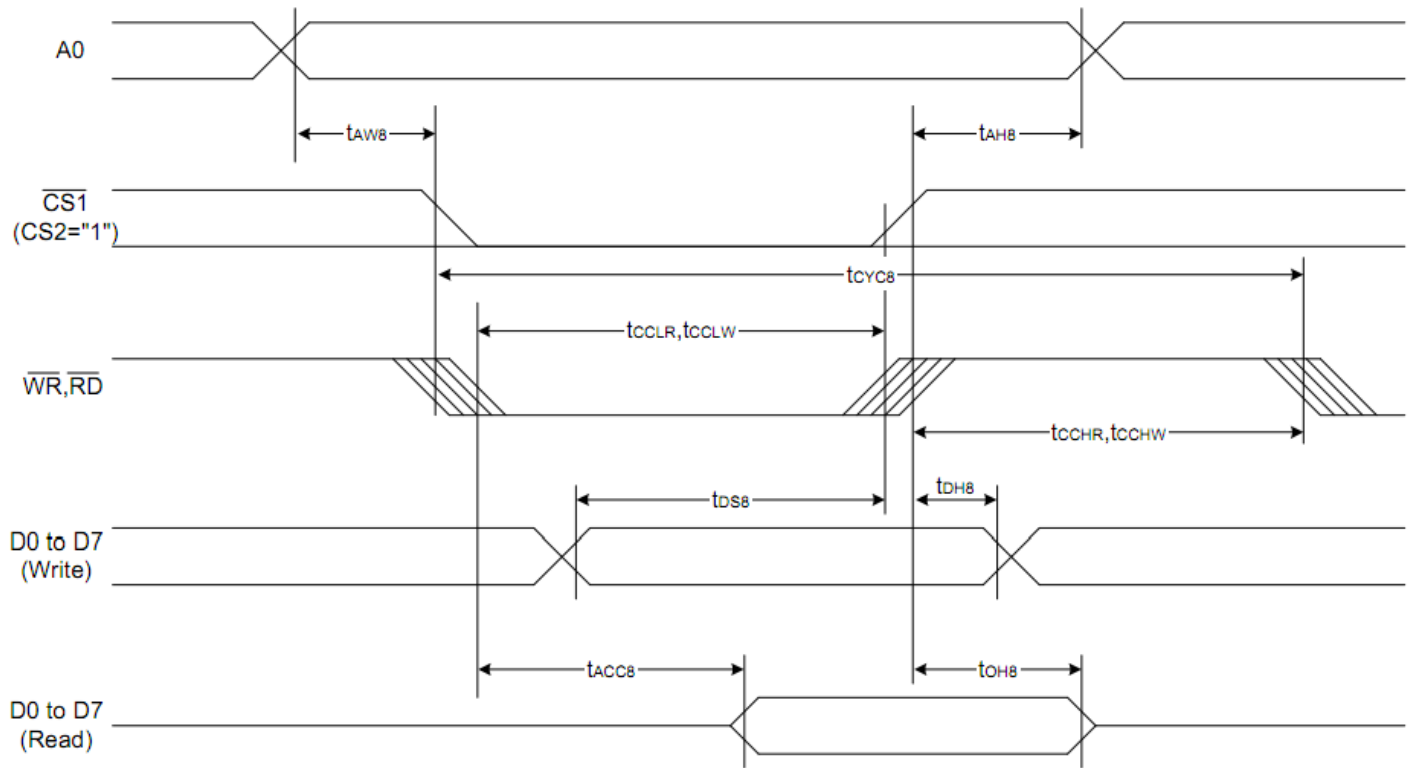 A0
tAW8
tAH8
CS1
(CS2="1")
tCYC8
tCCLR,tCCLW
WR,RD
tCCHR,tCCHW
tDS8
tDH8
D0 to D7
(Write)
tACC8
tOH8
D0 to D7
(Read)